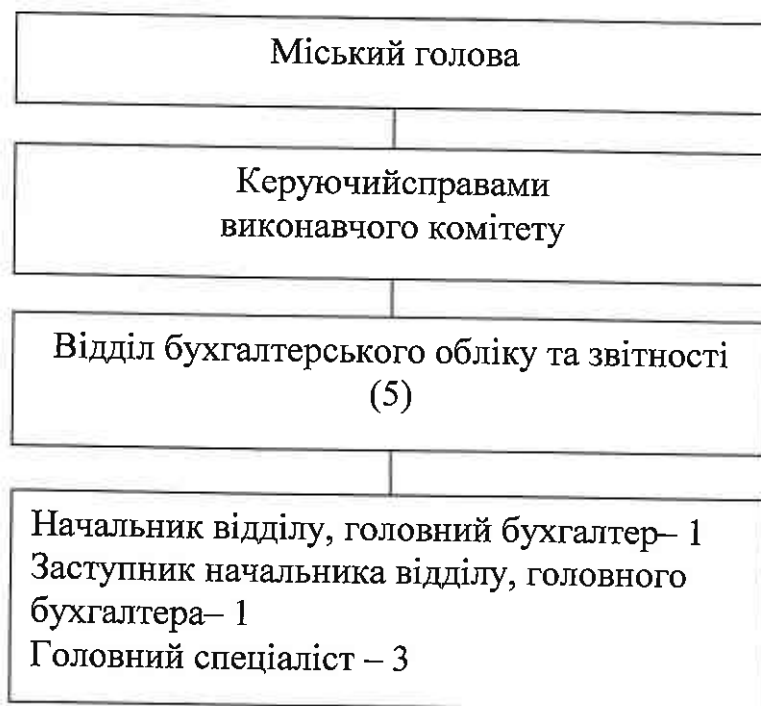 Міський голова
Керуючийсправами
виконавчого комітету
Відділ бухгалтерського обліку та звітності
(5)
Начальник відділу, головний бухгалтер– 1
Заступник начальника відділу, головного
бухгалтера– 1
Головний спеціаліст – 3